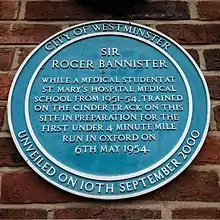 CITY OF WESTMINSTER
SIR
ROGER BANNISTER
WHILE A MEDICAL STUDENT AT
ST. MARY'S HOSPITAL MEDICAL
SCHOOL FROM 1951-54, TRAINED
ON THE CINDER TRACK ON THIS
SITE IN PREPARATION FOR THE
FIRST UNDER 4 MINUTE MILE
RUN IN OXFORD ON
6TH MAY 1954.
UNVEILED ON 10TH SEPTEMBER 2000